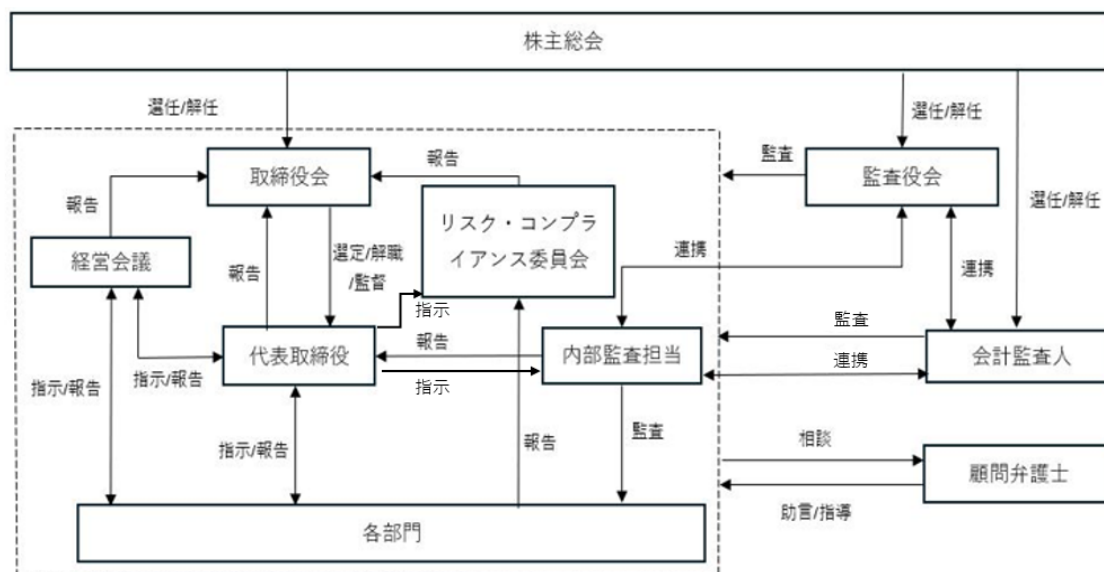 株主総会
選任/解任
選任/解任
選任/解任
取締役会
報告
監査
監査役会
報告
リスク・コンプラ
イアンス委員会
経営会議
報告
選定/解職
/監督
連携
連携
指示
代表取締役
報告
内部監査担当
監査
会計監査人
指示/報告
指示/報告
指示
連携
指示/報告
報告
監査
相談
顧問弁護士
助言/指導
各部門